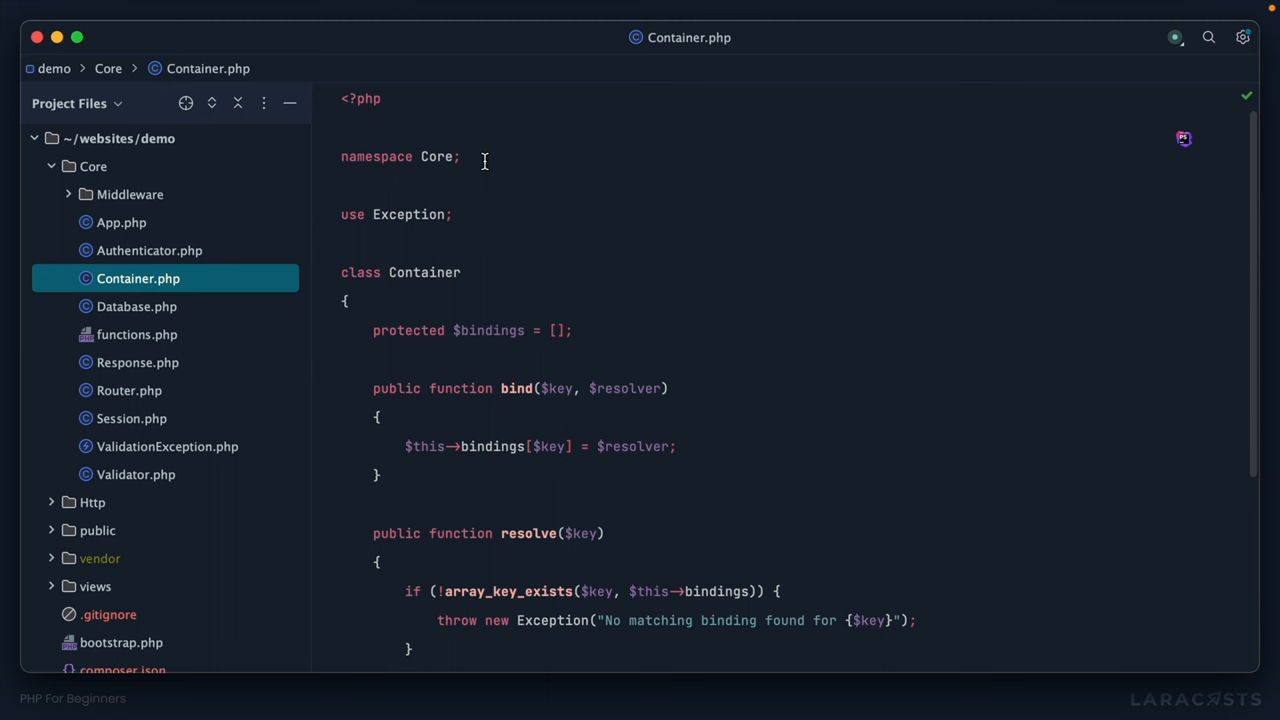 Container.php
demo > Core > Container.php
Project Files
~/websites/demo
Core
Middleware
App.php
Authenticator.php
Container.php
Database.php
functions.php
Response.php
Router.php
Session.php
ValidationException.php
Validator.php
Http
public
vendor
views
.gitignore
bootstrap.php
composer.json
<?php
namespace Core;
use Exception;
class Container
{
protected $bindings = [];
public function bind($key, $resolver)
{
$this->bindings[$key] = $resolver;
}
public function resolve($key)
{
if (!array_key_exists($key, $this->bindings)) {
throw new Exception("No matching binding found for {$key}");
}
PS
PHP For Beginners
LARACASTS